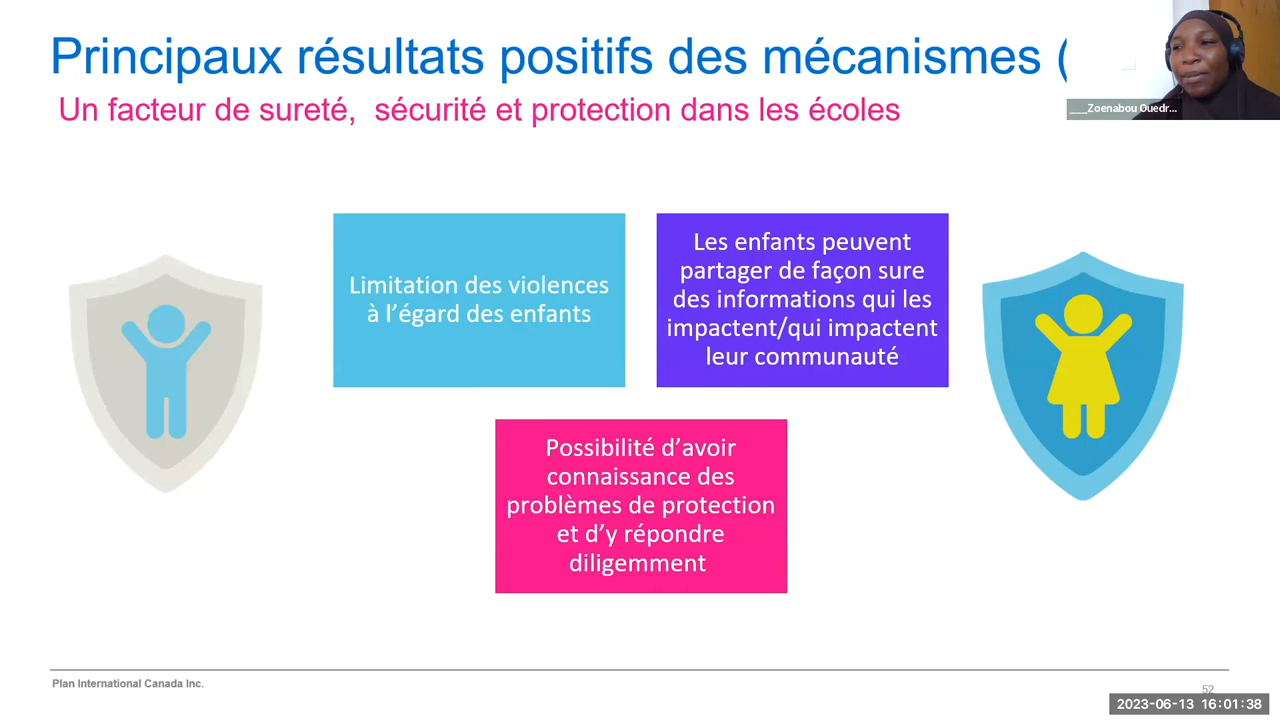 Principaux résultats positifs des mécanismes (
Un facteur de sureté, sécurité et protection dans les écoles
___Zoenabou Ouedr...
Limitation des violences
à l’égard des enfants
Les enfants peuvent
partager de façon sure
des informations qui les
impactent/qui impactent
leur communauté
Possibilité d’avoir
connaissance des
problèmes de protection
et d’y répondre
diligemment
Plan International Canada Inc.
52
2023-06-13 16:01:38